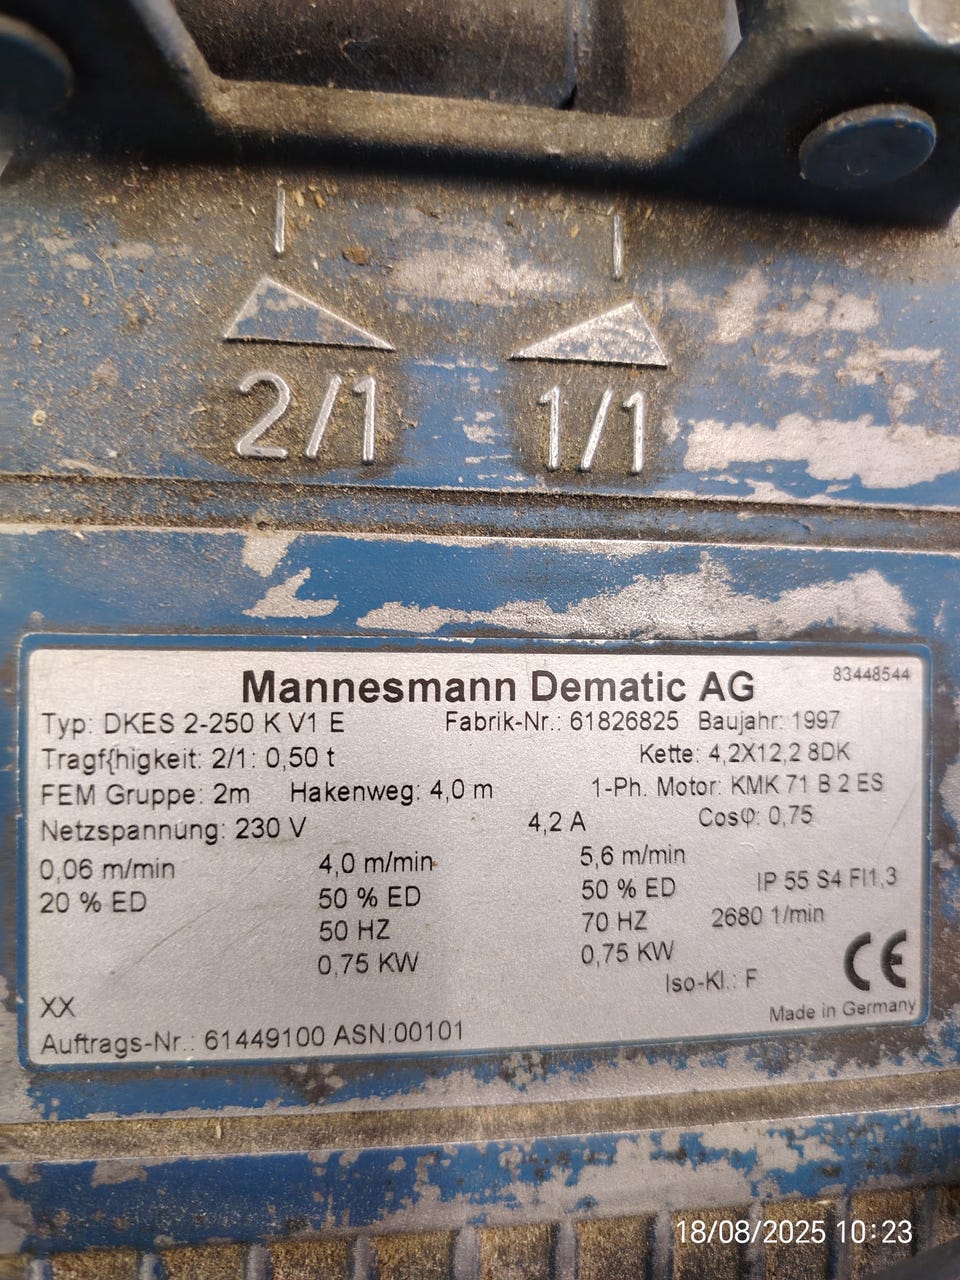 2/1 1/1
Mannesmann Dematic AG 83448544
Typ: DKES 2-250 K V1 E Fabrik-Nr.: 61826825 Baujahr: 1997
Tragf{higkeit: 2/1: 0,50 t Kette: 4,2X12,2 8DK
FEM Gruppe: 2m Hakenweg: 4,0 m 1-Ph. Motor: KMK 71 B 2 ES
Netzspannung: 230 V 4,2 A Cosφ: 0,75
0,06 m/min 4,0 m/min 5,6 m/min
20 % ED 50 % ED 50 % ED IP 55 S4 FI1,3
50 HZ 70 HZ 2680 1/min
0,75 KW 0,75 KW
Iso-Kl.: F CE
XX Made in Germany
Auftrags-Nr.: 61449100 ASN:00101
18/08/2025 10:23